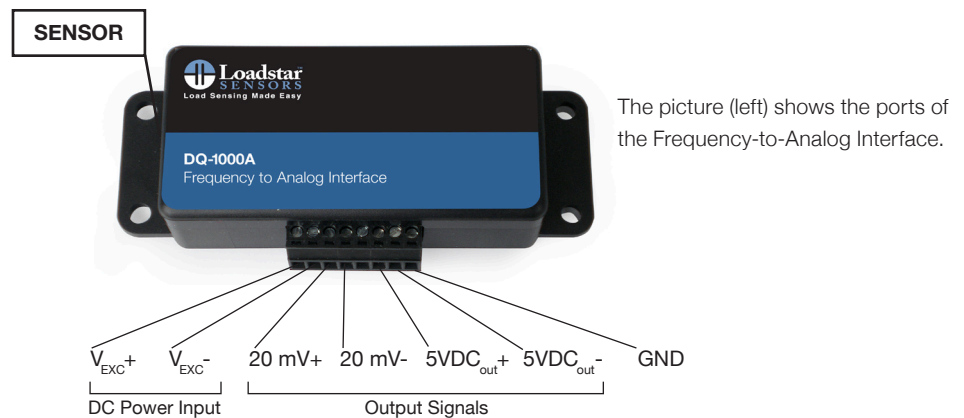 SENSOR
Loadstar™
SENSORS
Load Sensing Made Easy
The picture (left) shows the ports of
the Frequency-to-Analog Interface.
DQ-1000A
Frequency to Analog Interface
VEXC+ VEXC- 20 mV+ 20 mV- 5VDCout+ 5VDCout- GND
DC Power Input Output Signals